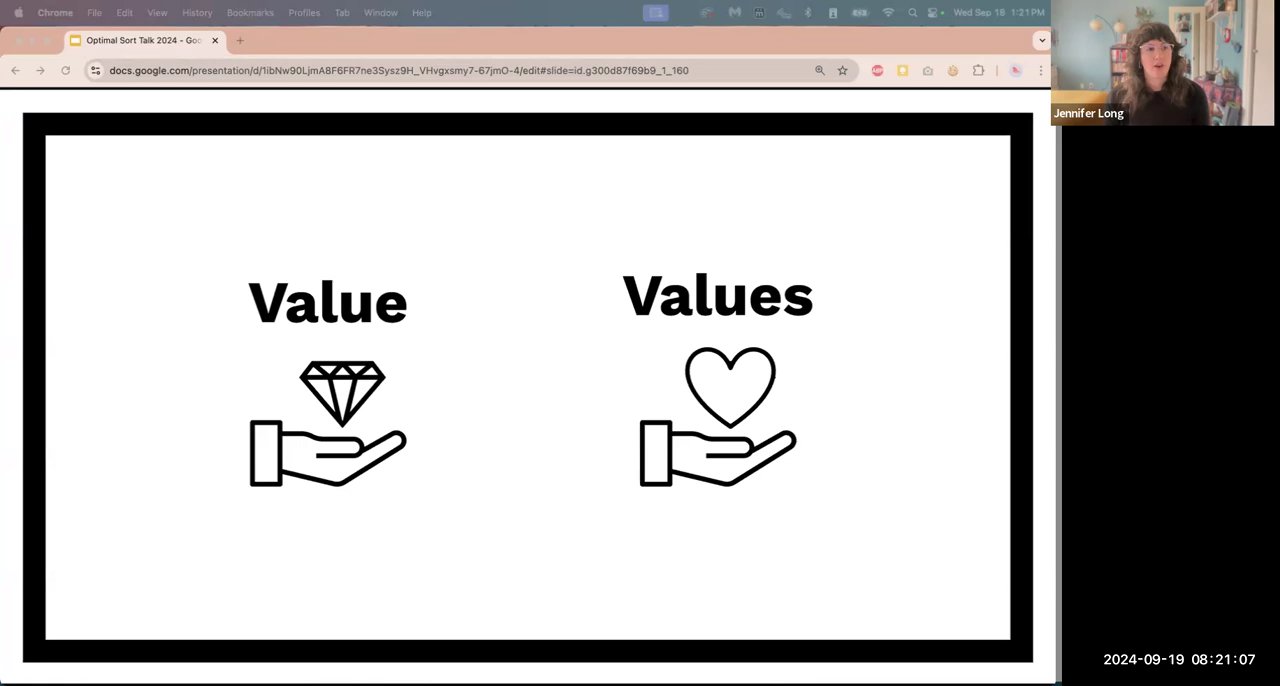 Chrome File Edit View History Bookmarks Profiles Tab Window Help Wed Sep 18 1:21 PM
Optimal Sort Talk 2024 - Goo
docs.google.com/presentation/d/1ibNw90LjmA8F6FR7ne3Sysz9H_VHvgxsmy7-67jmO-4/edit#slide=id.g300d87f69b9_1_160
ABP
Jennifer Long
Value Values
2024-09-19 08:21:07